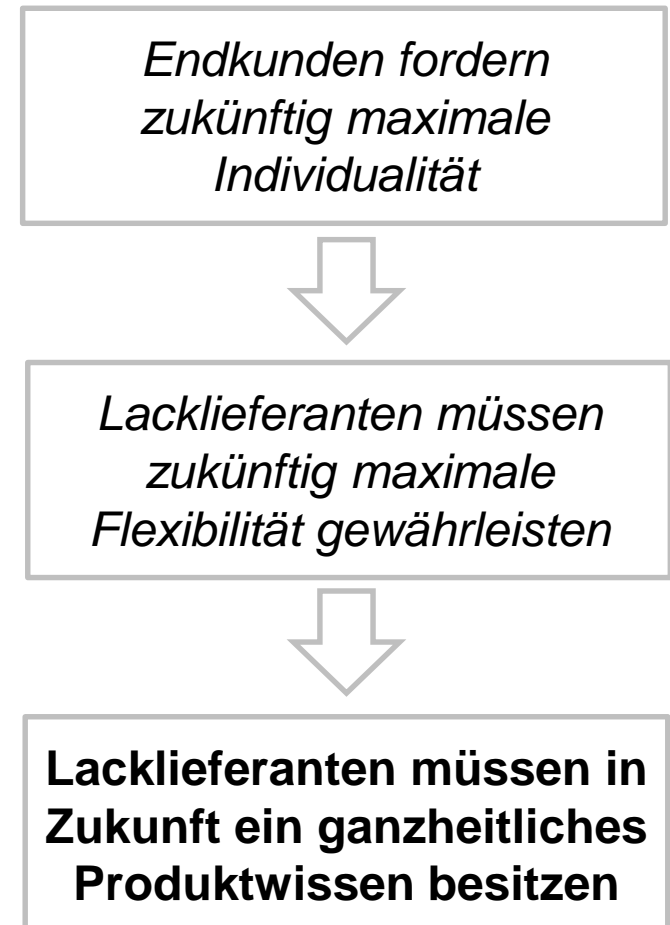 Endkunden fordern
zukünftig maximale
Individualität
Lacklieferanten müssen
zukünftig maximale
Flexibilität gewährleisten
Lacklieferanten müssen in
Zukunft ein ganzheitliches
Produktwissen besitzen